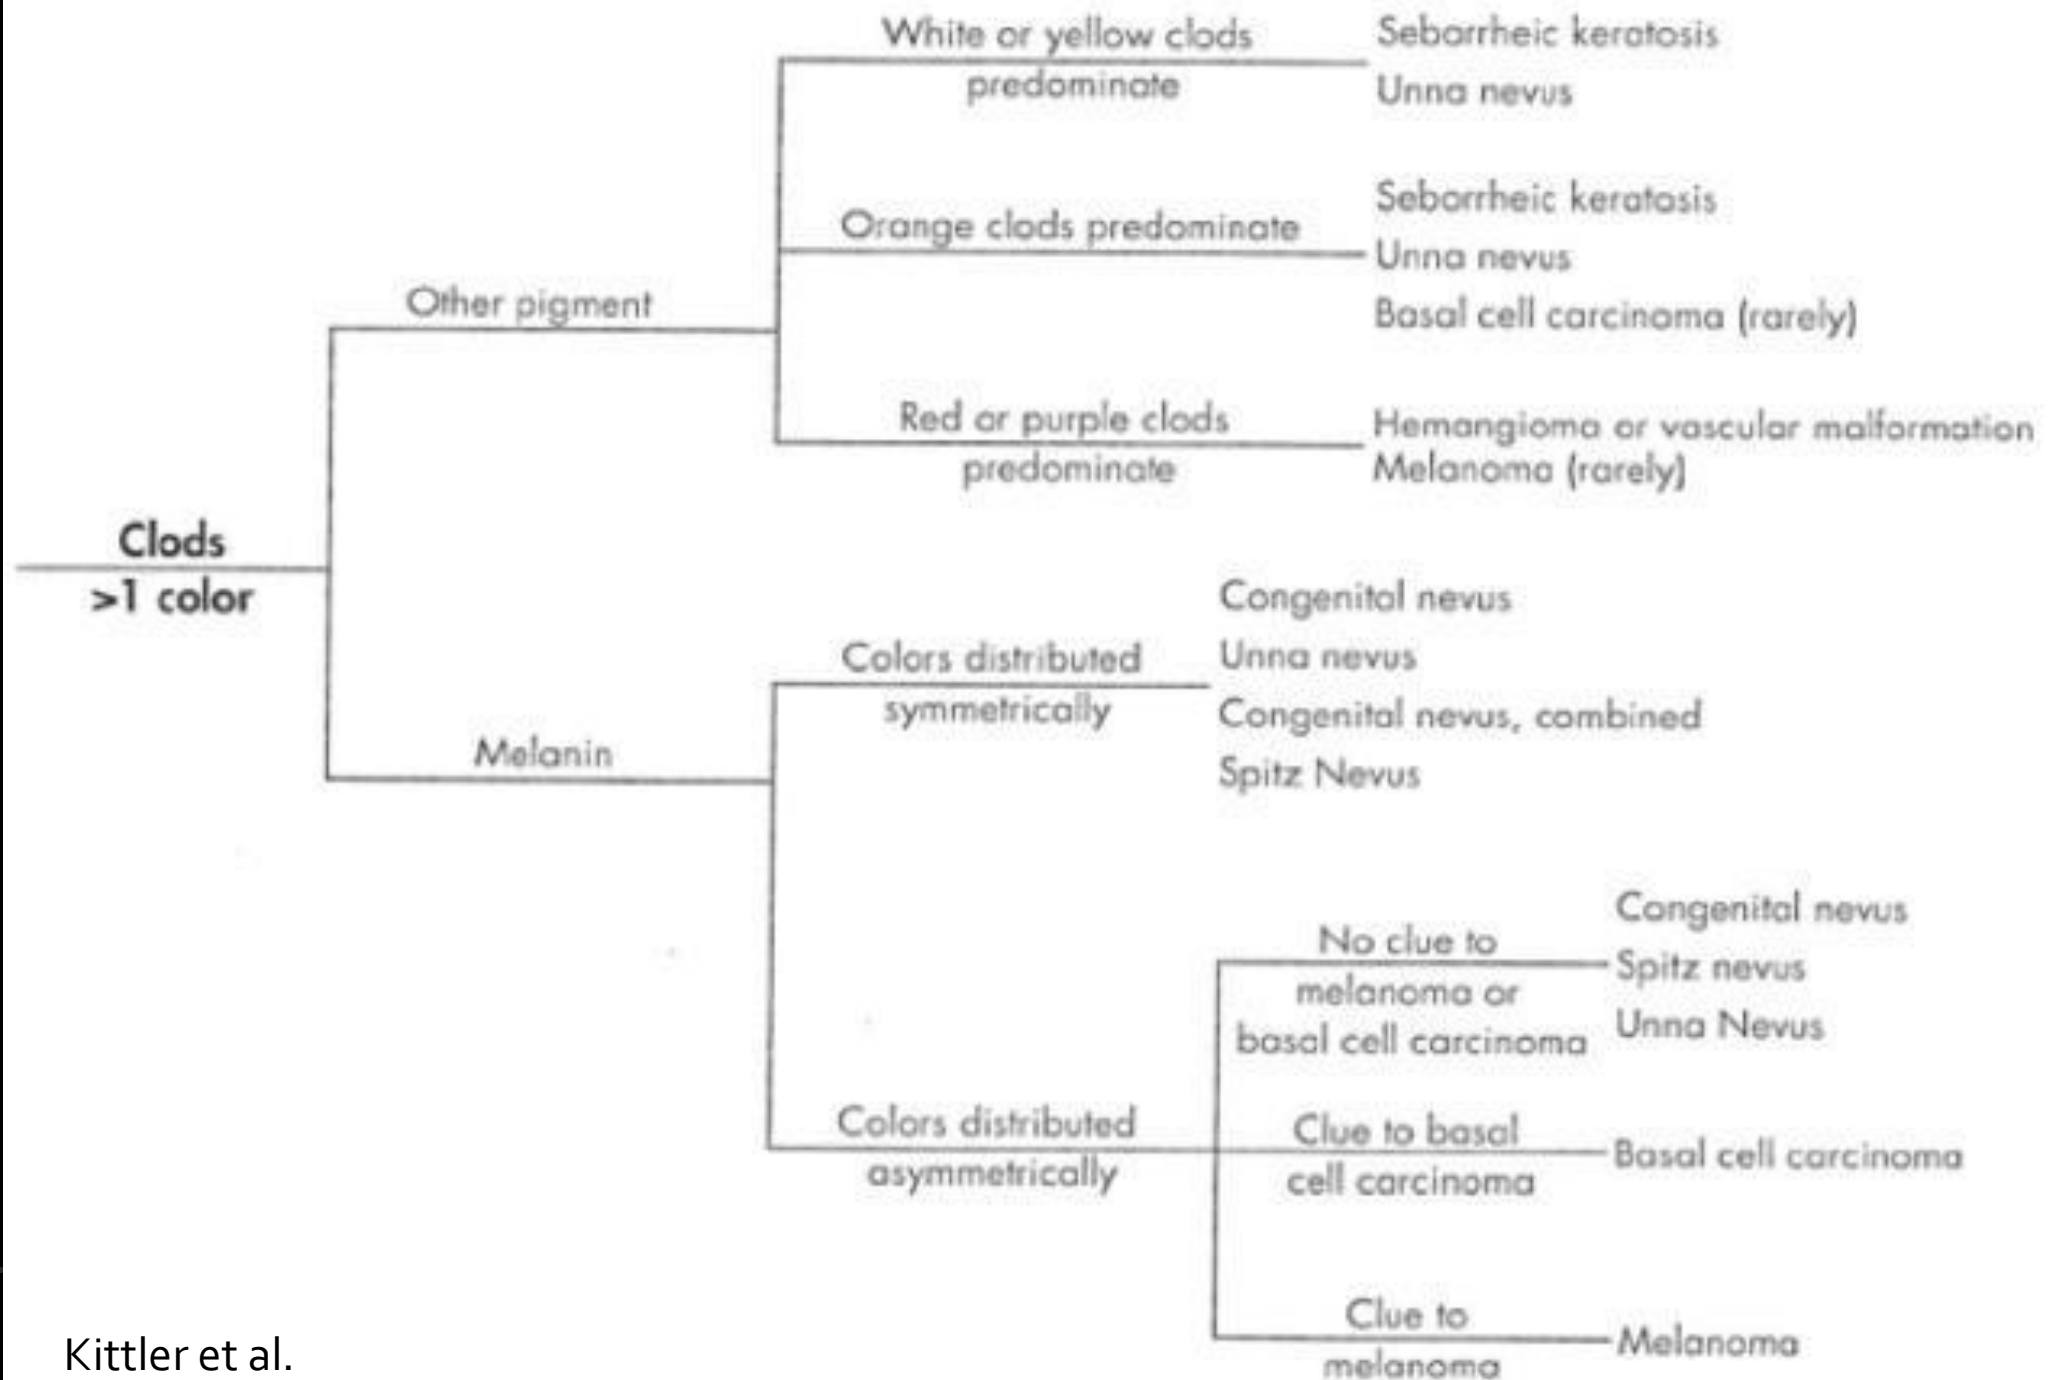 White or yellow clods
predominate
Seborrheic keratosis
Unna nevus
Orange clods predominate
Seborrheic keratosis
Unna nevus
Basal cell carcinoma (rarely)
Other pigment
Red or purple clods
predominate
Hemangioma or vascular malformation
Melanoma (rarely)
Clods
>1 color
Melanin
Colors distributed
symmetrically
Congenital nevus
Unna nevus
Congenital nevus, combined
Spitz Nevus
Colors distributed
asymmetrically
No clue to
melanoma or
basal cell carcinoma
Congenital nevus
Spitz nevus
Unna Nevus
Clue to basal
cell carcinoma
Basal cell carcinoma
Clue to
melanoma
Melanoma
Kittler et al.